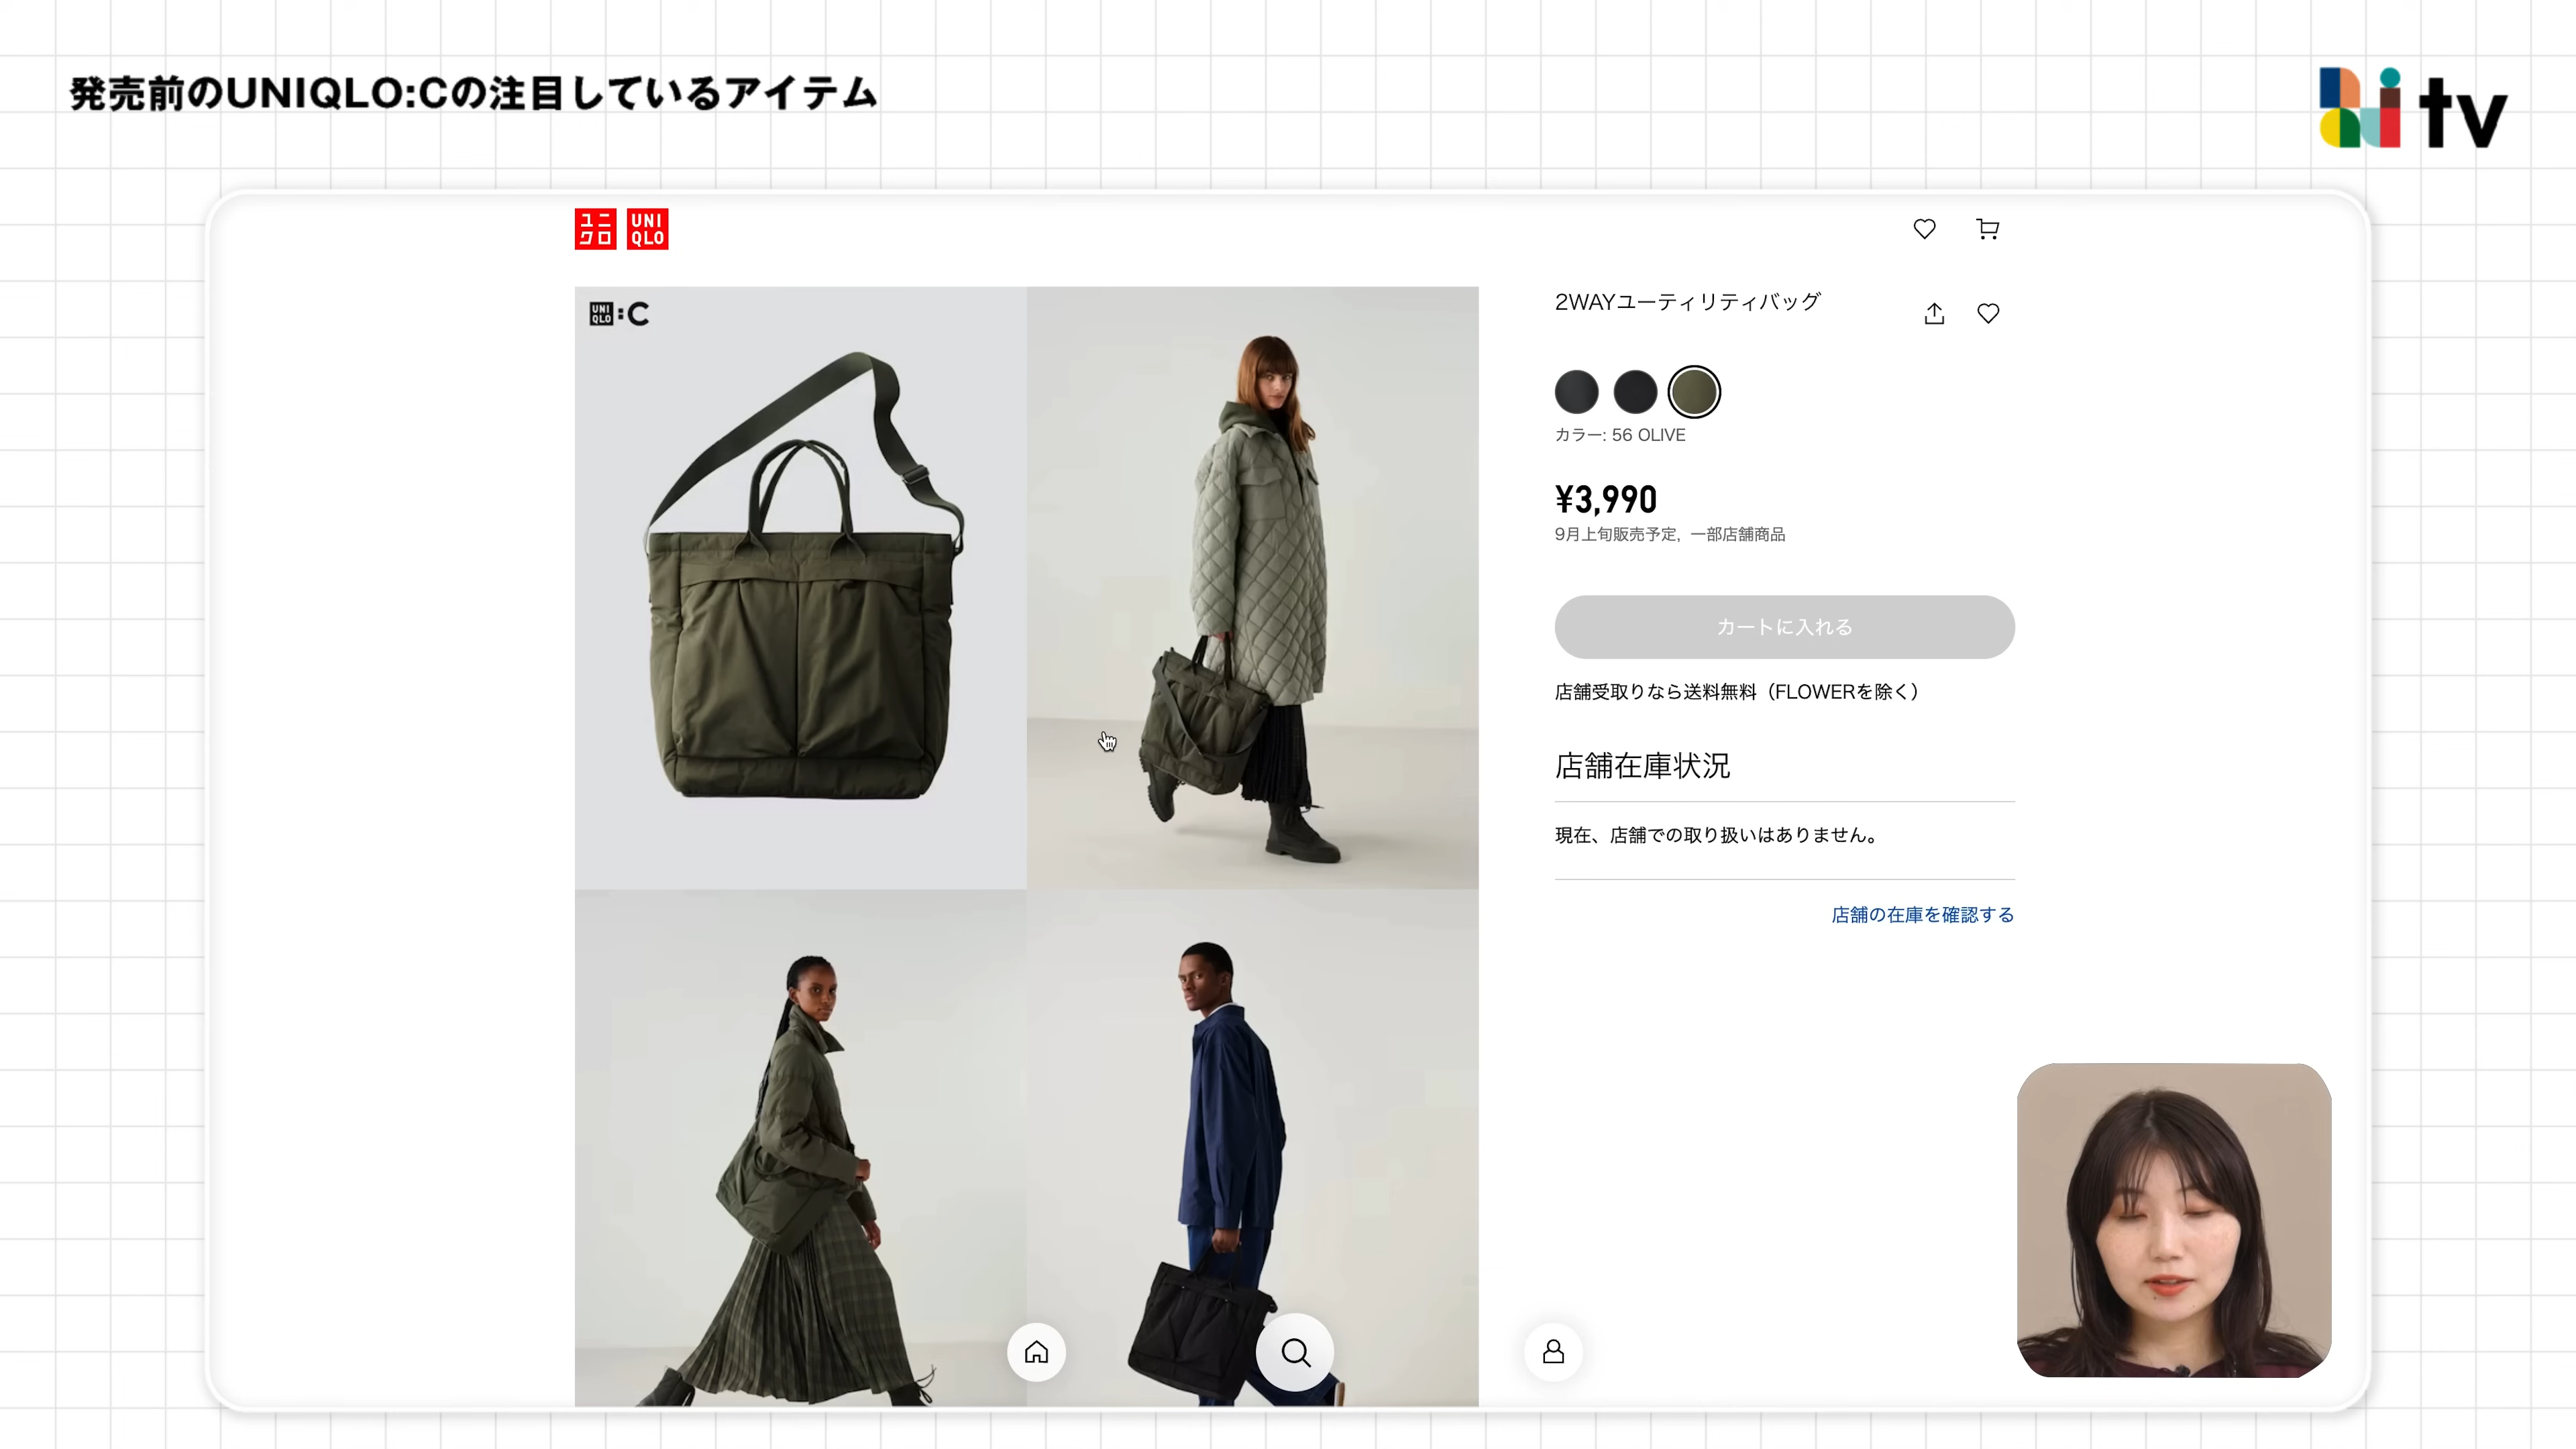 発売前のUNIQLO:Cの注目しているアイテム
tv
ユニクロ
UNIQLO
UNIQLO : C
2WAYユーティリティバッグ
カラー: 56 OLIVE
¥3,990
9月上旬販売予定, 一部店舗商品
カートに入れる
店舗受取りなら送料無料（FLOWERを除く）
店舗在庫状況
現在、店舗での取り扱いはありません。
店舗の在庫を確認する